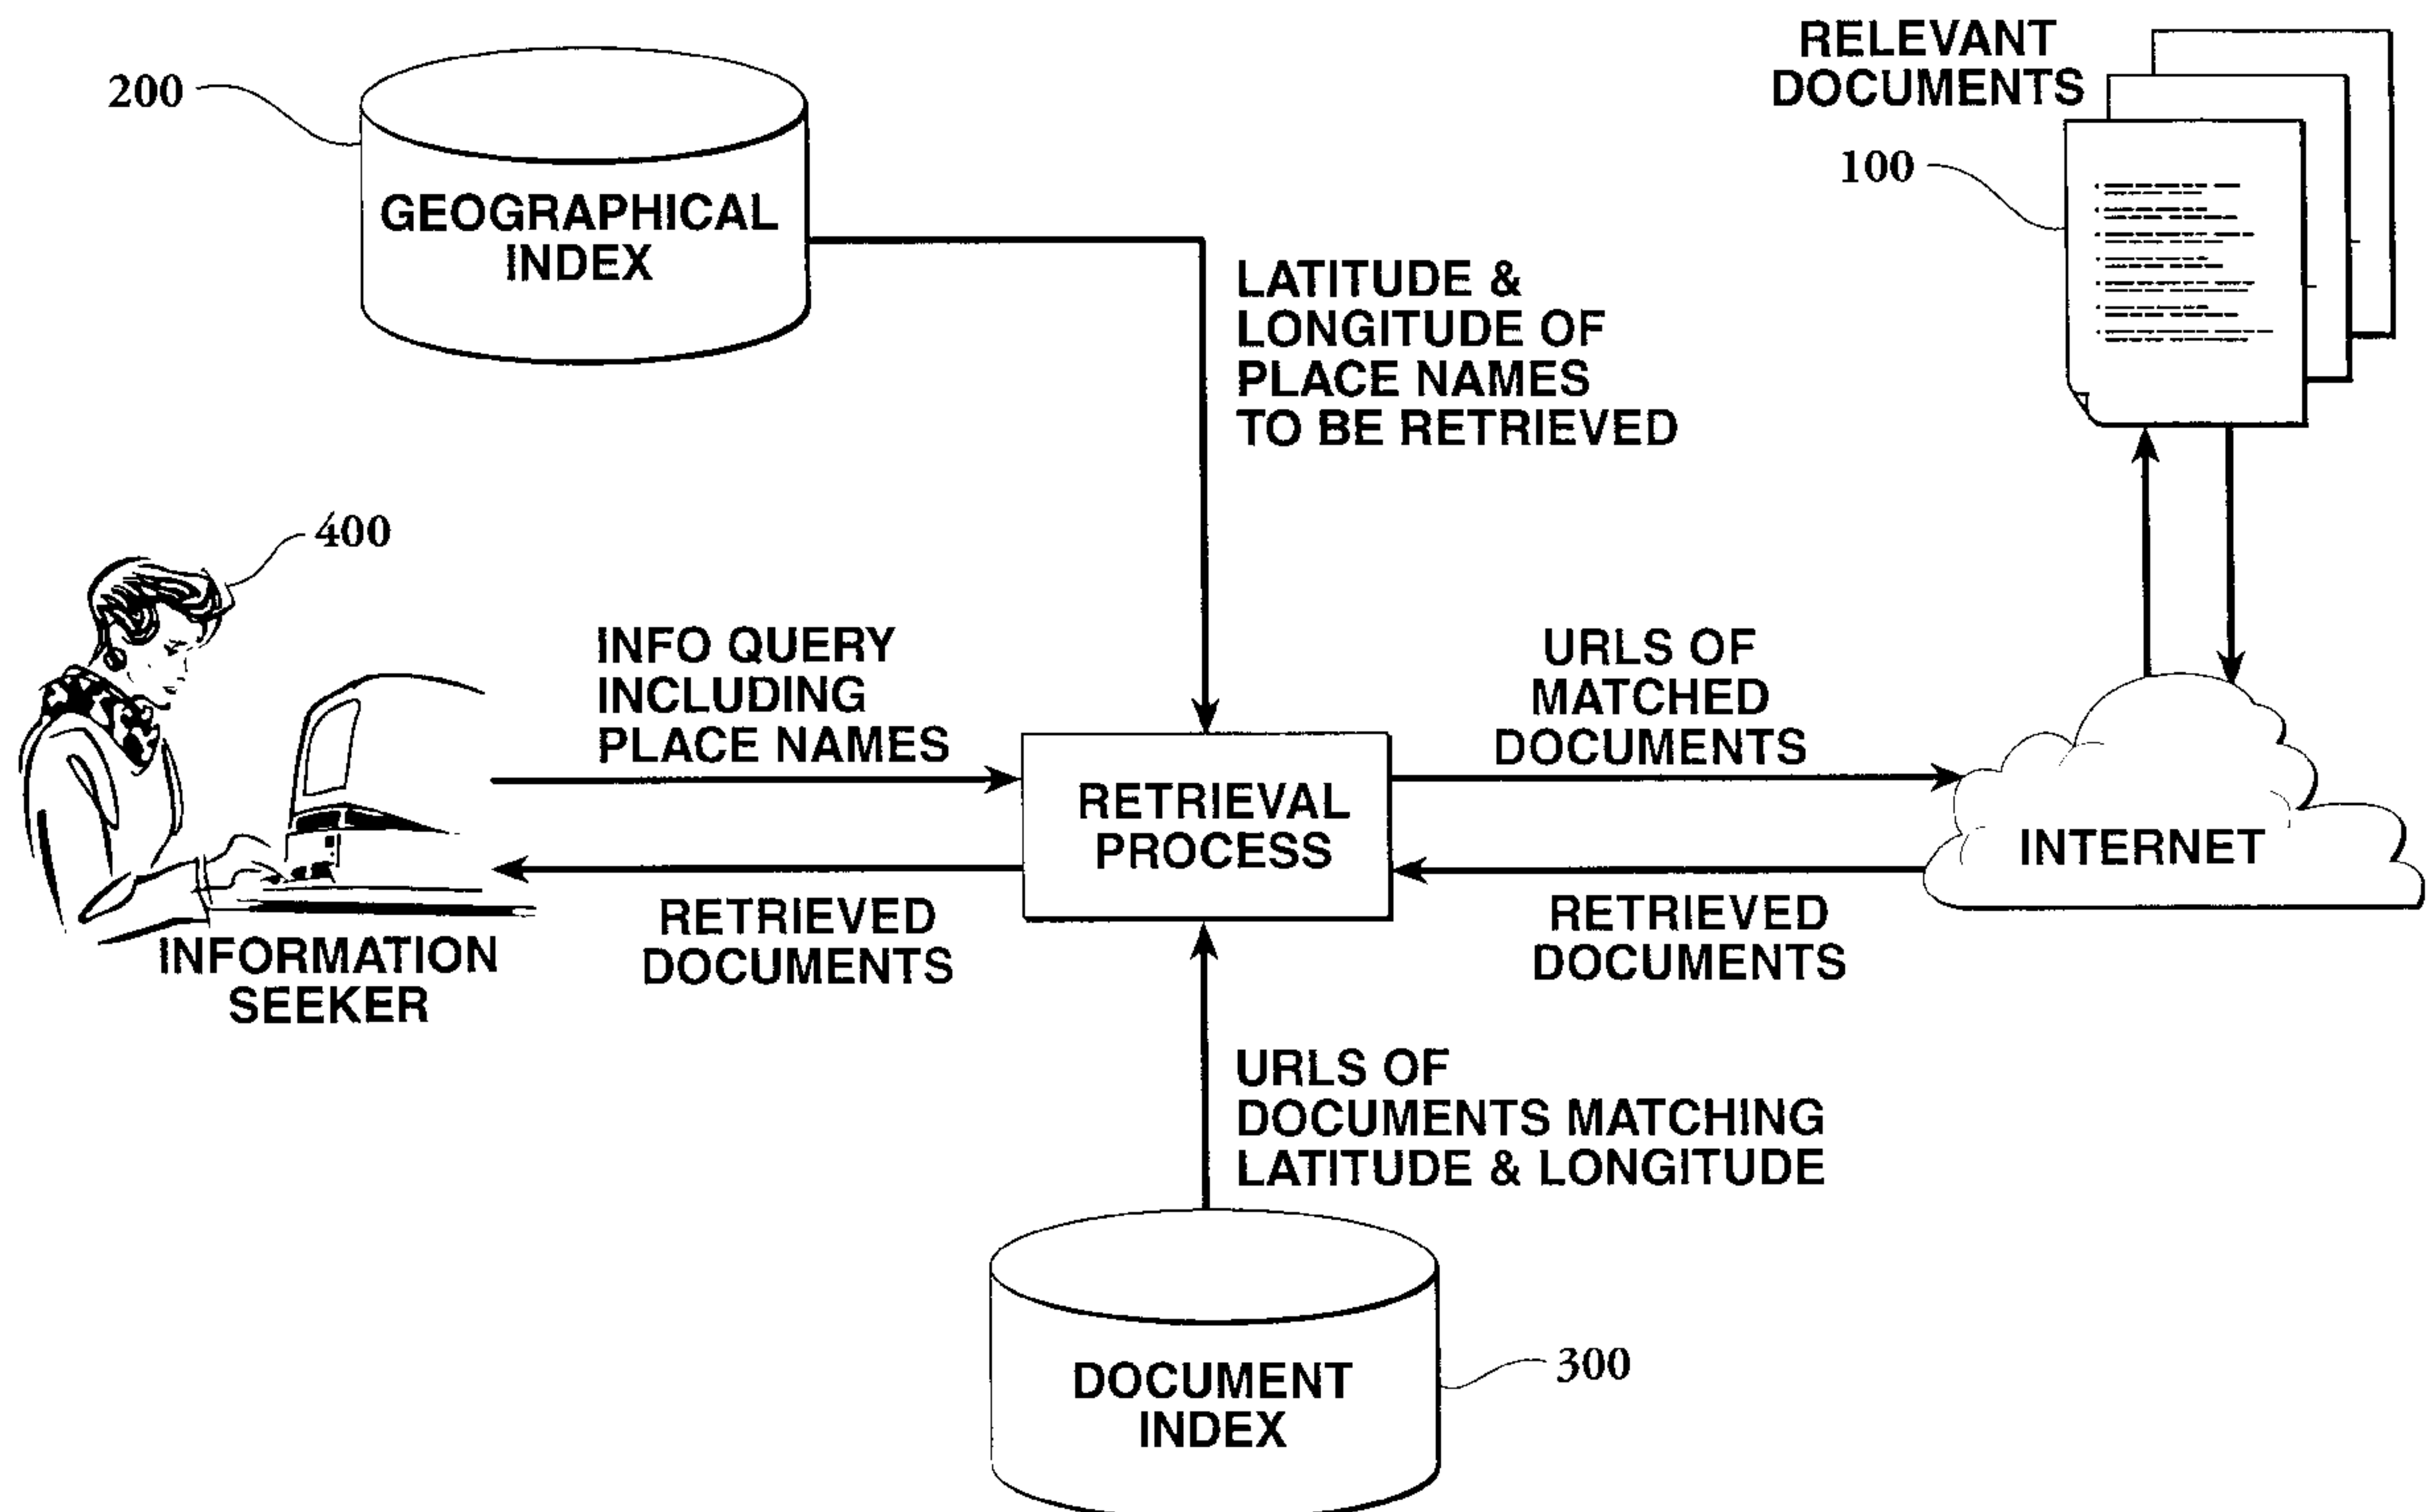 RELEVANT
DOCUMENTS
200
100
GEOGRAPHICAL
INDEX
LATITUDE &
LONGITUDE OF
PLACE NAMES
TO BE RETRIEVED
400
INFO QUERY
INCLUDING
PLACE NAMES
URLS OF
MATCHED
DOCUMENTS
RETRIEVAL
PROCESS
INTERNET
RETRIEVED
DOCUMENTS
RETRIEVED
DOCUMENTS
INFORMATION
SEEKER
URLS OF
DOCUMENTS MATCHING
LATITUDE & LONGITUDE
DOCUMENT
INDEX
300